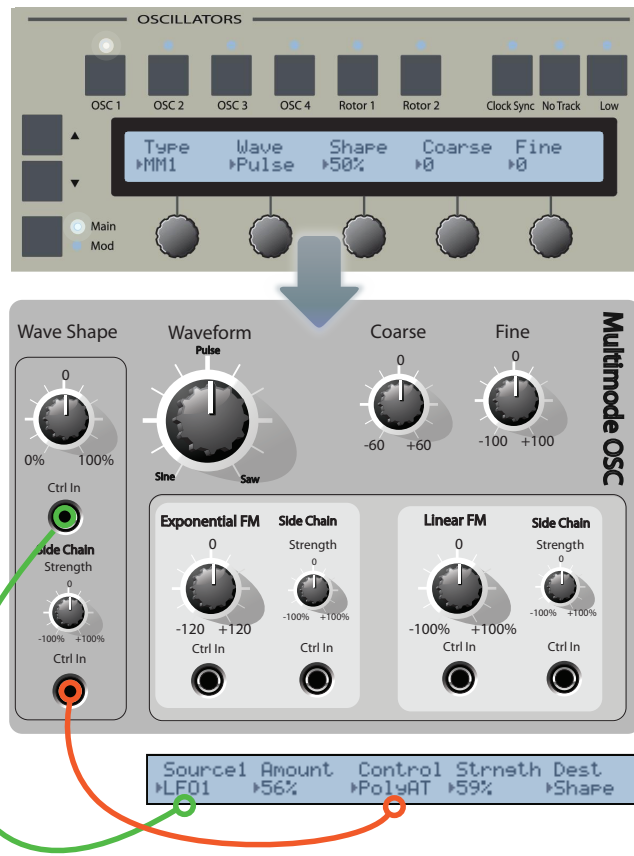 OSCILLATORS
OSC 1 OSC 2 OSC 3 OSC 4 Rotor 1 Rotor 2 Clock Sync No Track Low
▲
Type Wave Shape Coarse Fine
▸MM1 ▸Pulse ▸50% ▸0 ▸0
▼
Main
Mod
Wave Shape Waveform Coarse Fine
Pulse
0 0 0
0% 100% -60 +60 -100 +100
Sine Saw
Multimode OSC
Ctrl In
Side Chain
Strength
0
-100% +100%
Ctrl In
Exponential FM Side Chain
Strength
0 0
-120 +120 -100% +100%
Ctrl In Ctrl In
Linear FM Side Chain
Strength
0 0
-100% +100% -100% +100%
Ctrl In Ctrl In
Source1 Amount Control Strngth Dest
▸LFO1 ▸56% ▸PolyAT ▸59% ▸Shape